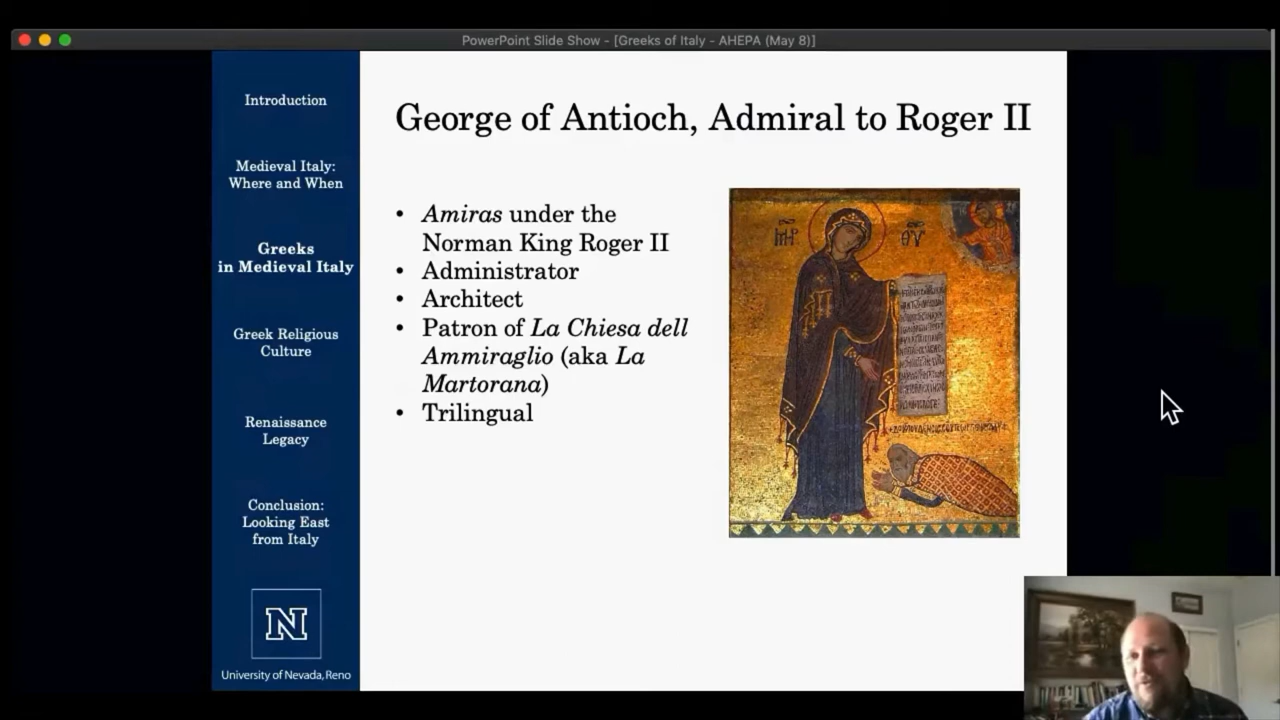 PowerPoint Slide Show - [Greeks of Italy - AHEPA (May 8)]
Introduction
Medieval Italy:
Where and When
Greeks
in Medieval Italy
Greek Religious
Culture
Renaissance
Legacy
Conclusion:
Looking East
from Italy
N
University of Nevada, Reno
George of Antioch, Admiral to Roger II
• Amiras under the
Norman King Roger II
• Administrator
• Architect
• Patron of La Chiesa dell
Ammiraglio (aka La
Martorana)
• Trilingual